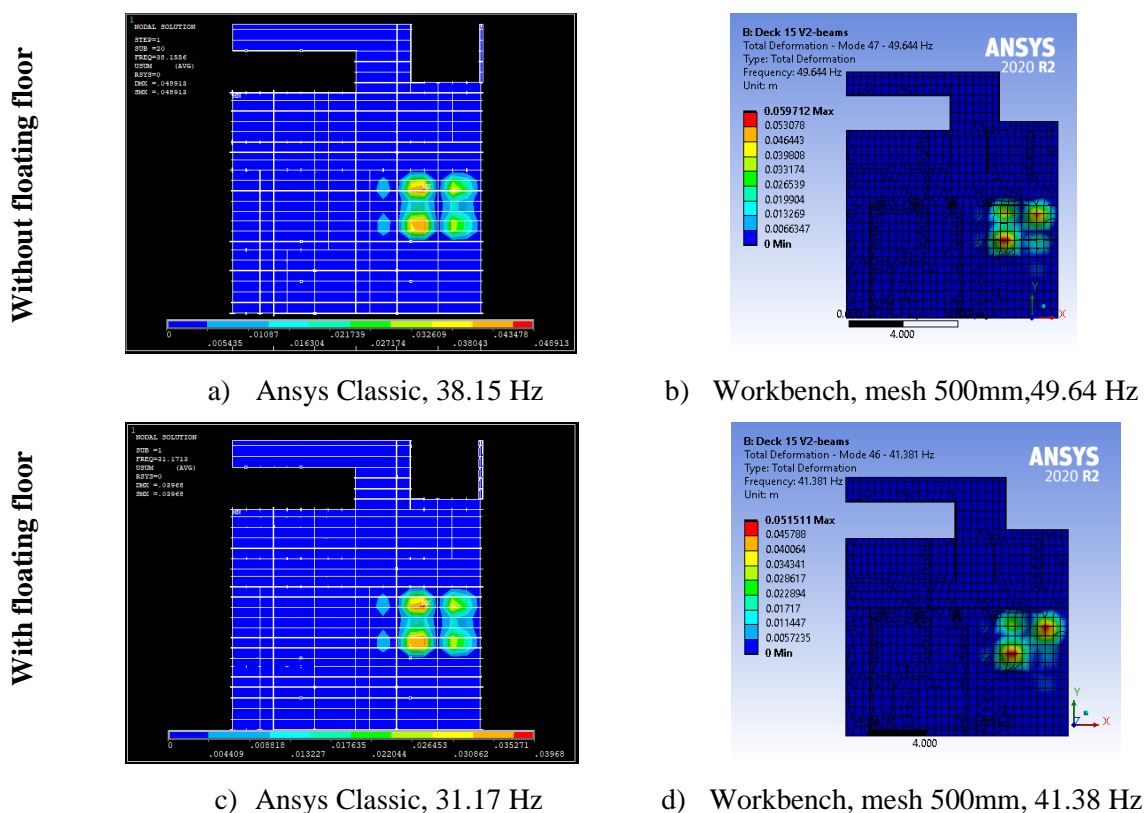 Without floating floor
1
NODAL SOLUTION
STEP=1
SUB =20
FREQ=38.1556
USUM (AVG)
RSYS=0
DMX =.048913
SMX =.048913
0 .01087 .021739 .032609 .043478
.005435 .016304 .027174 .038043 .048913
B: Deck 15 V2-beams
Total Deformation - Mode 47 - 49.644 Hz
Type: Total Deformation
Frequency: 49.644 Hz
Unit: m
ANSYS
2020 R2
0.059712 Max
0.053078
0.046443
0.039808
0.033174
0.026539
0.019904
0.013269
0.0066347
0 Min
Y
X
4.000
a) Ansys Classic, 38.15 Hz
b) Workbench, mesh 500mm,49.64 Hz
With floating floor
1
NODAL SOLUTION
SUB =1
FREQ=31.1713
USUM (AVG)
RSYS=0
DMX =.03968
SMX =.03968
0 .008818 .017635 .026453 .035271
.004409 .013227 .022044 .030862 .03968
B: Deck 15 V2-beams
Total Deformation - Mode 46 - 41.381 Hz
Type: Total Deformation
Frequency: 41.381 Hz
Unit: m
ANSYS
2020 R2
0.051511 Max
0.045788
0.040064
0.034341
0.028617
0.022894
0.01717
0.011447
0.0057235
0 Min
Y
Z
X
4.000
c) Ansys Classic, 31.17 Hz
d) Workbench, mesh 500mm, 41.38 Hz